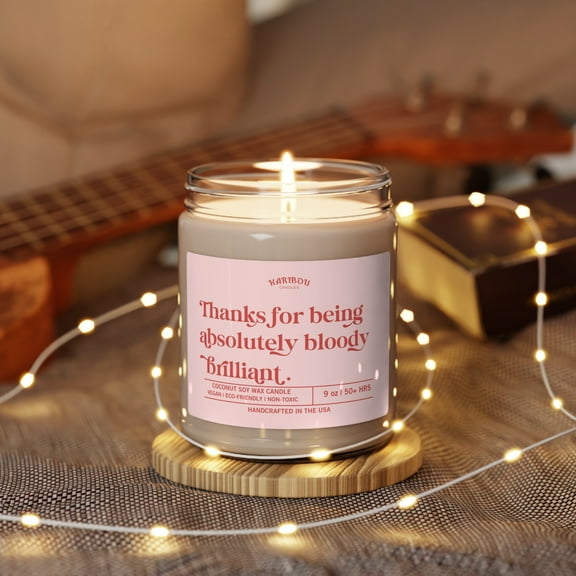 KARIBOU
CANDLES
Thanks for being
absolutely bloody
brilliant.
COCONUT SOY WAX CANDLE
VEGAN | ECO-FRIENDLY | NON-TOXIC
9 oz | 50+ HRS
HANDCRAFTED IN THE USA